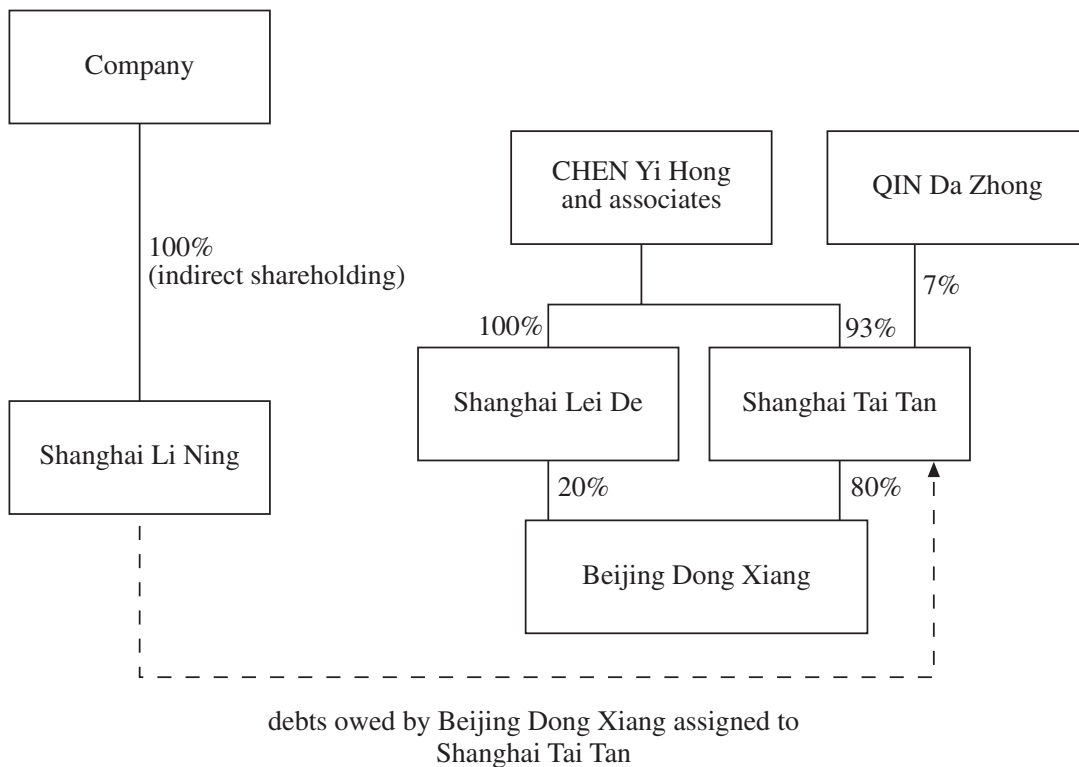 Company
CHEN Yi Hong
and associates
QIN Da Zhong
100%
(indirect shareholding)
7%
100%
93%
Shanghai Lei De
Shanghai Tai Tan
Shanghai Li Ning
20%
80%
Beijing Dong Xiang
debts owed by Beijing Dong Xiang assigned to
Shanghai Tai Tan